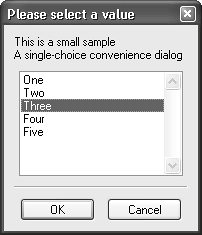 Please select a value
This is a small sample
A single-choice convenience dialog
One
Two
Three
Four
Five
OK
Cancel